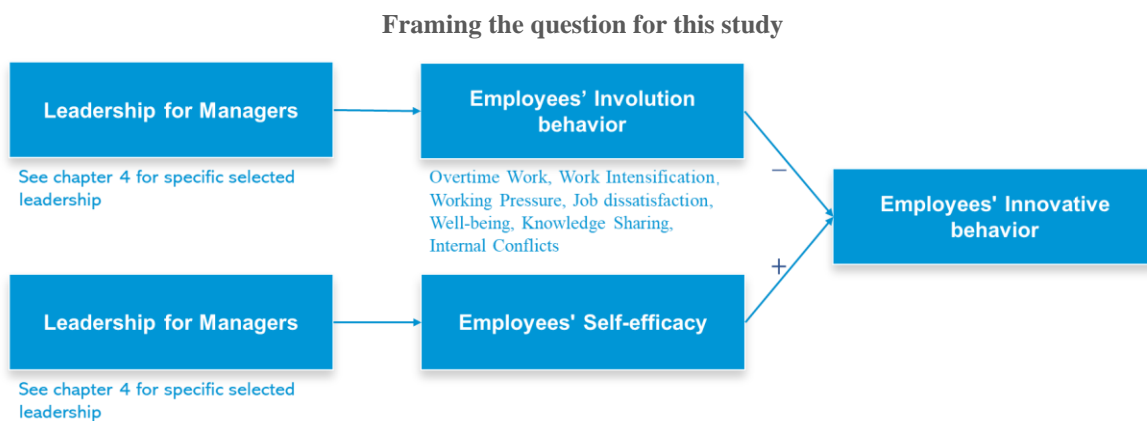 Framing the question for this study
Leadership for Managers
See chapter 4 for specific selected
leadership
Employees’ Involution
behavior
Overtime Work, Work Intensification,
Working Pressure, Job dissatisfaction,
Well-being, Knowledge Sharing,
Internal Conflicts
−
Employees' Innovative
behavior
+
Leadership for Managers
See chapter 4 for specific selected
leadership
Employees' Self-efficacy